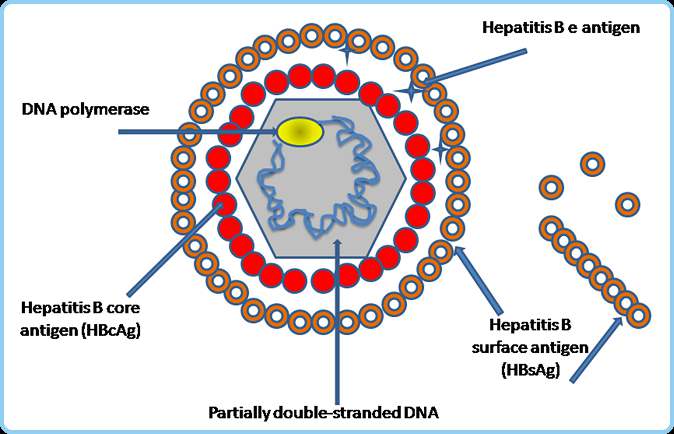 Hepatitis B e antigen
DNA polymerase
Hepatitis B core
antigen (HBcAg)
Hepatitis B
surface antigen
(HBsAg)
Partially double-stranded DNA